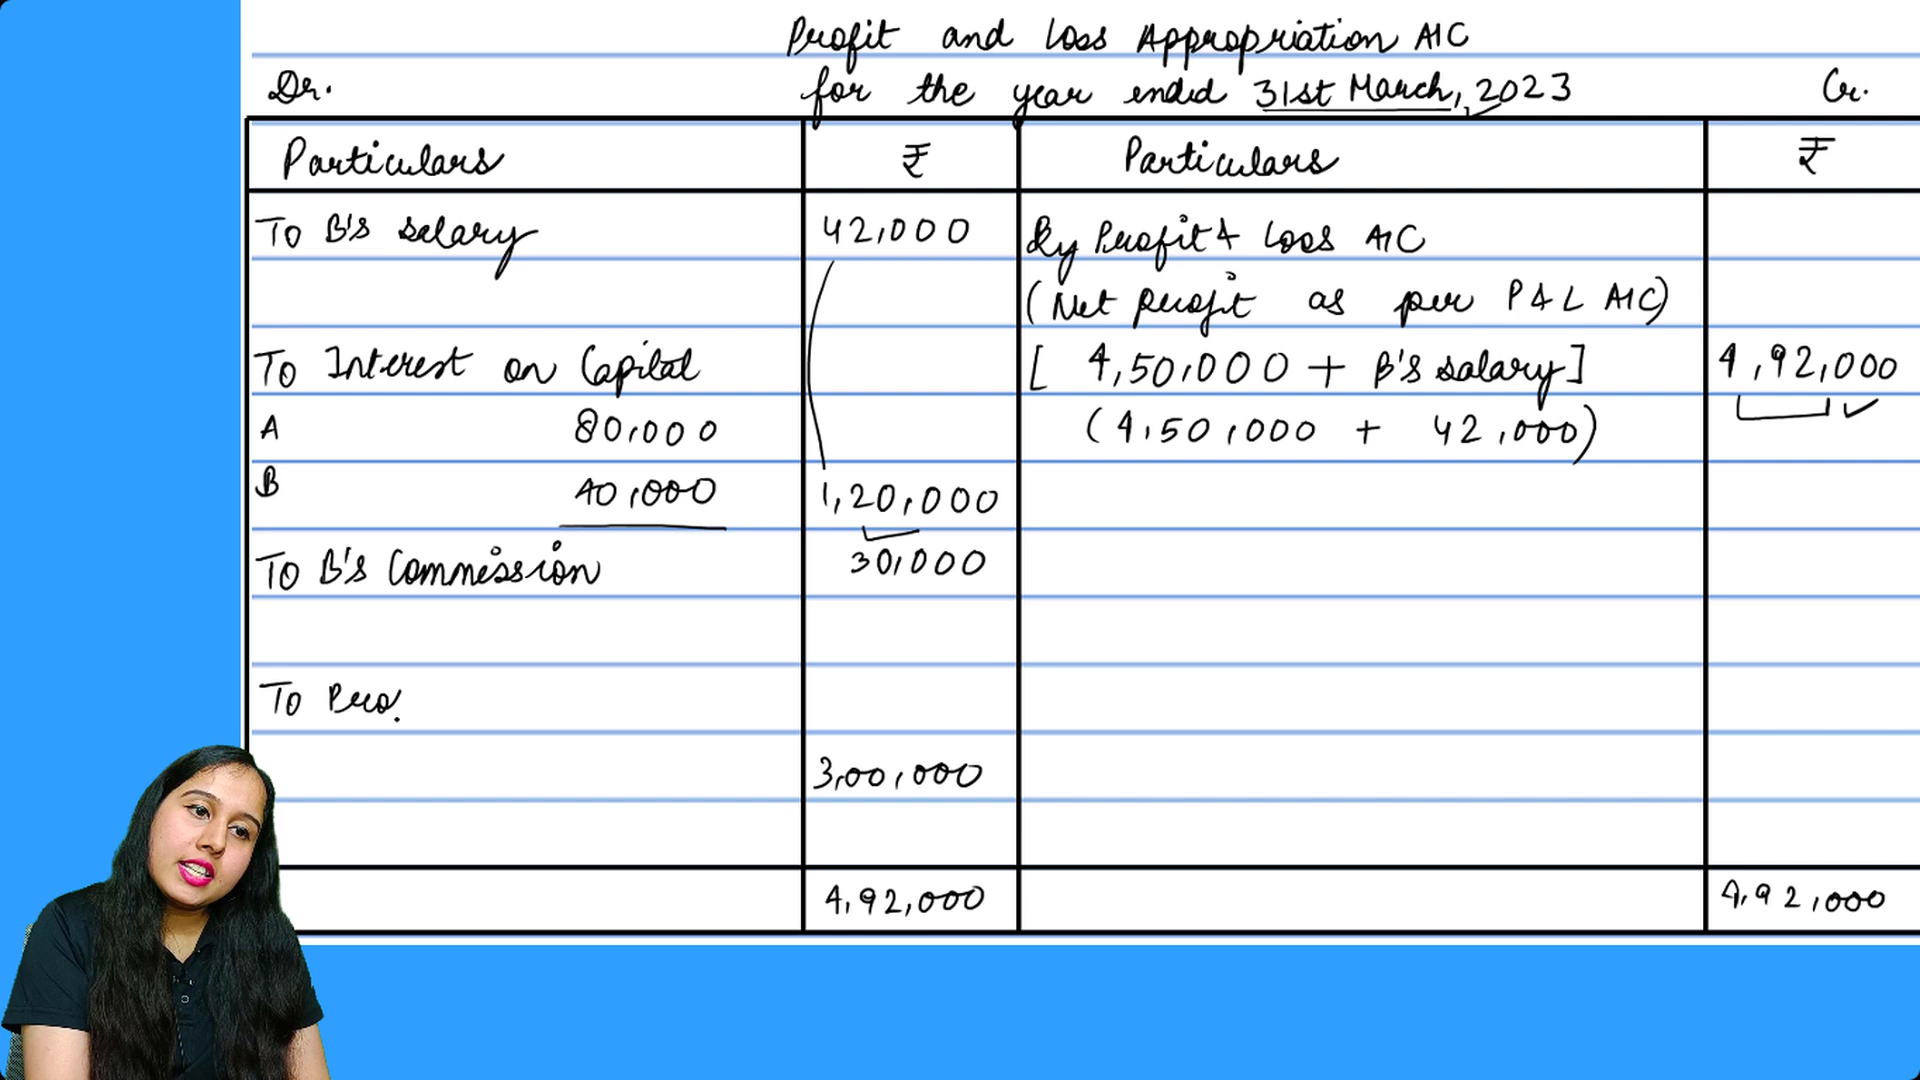 Profit and Loss Appropriation A/C
Dr. for the year ended 31st March, 2023 Cr.
Particulars ₹ Particulars ₹
To B's salary 42,000 By Profit & Loss A/C
(Net profit as per P & L A/C)
To Interest on Capital [ 4,50,000 + B's salary] 4,92,000
A 80,000 (4,50,000 + 42,000)
B 40,000 1,20,000
To B's Commission 30,000
To Pro.
3,00,000
4,92,000 4,92,000